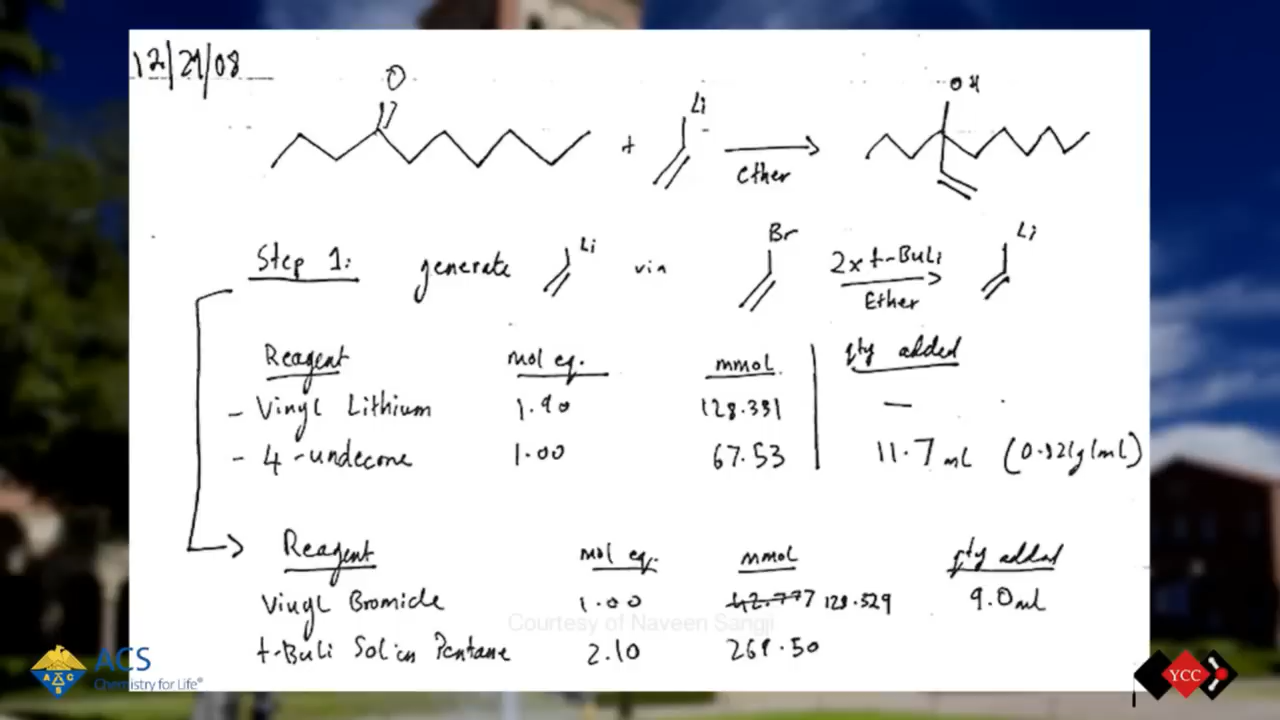 12/29/08
O
Li
OH
+
Ether
Step 1: generate Li via Br 2x t-BuLi Li
Ether
Reagent mol eq. mmol qty added
- Vinyl Lithium 1.90 128.331 —
- 4-undecone 1.00 67.53 11.7 mL (0.821g/mL)
Reagent mol eq. mmol qty added
Vinyl Bromide 1.00 42.777 128.529 9.0 mL
Courtesy of Naveen Sangji
t-BuLi Sol'n Pentane 2.10 269.50
ACS
Chemistry for Life®
YCC